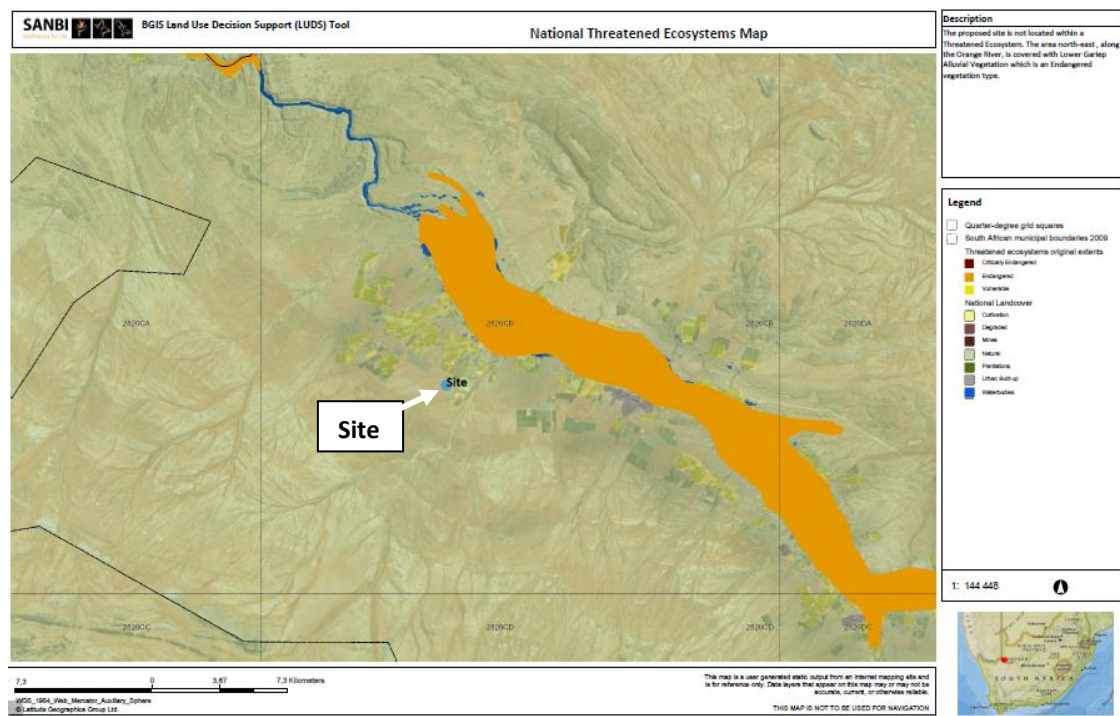 SANBI
BGIS Land Use Decision Support (LUDS) Tool
National Threatened Ecosystems Map
Description
The proposed site is not located within a
Threatened Ecosystem. The area north-east , along
the Orange River, is covered with Lower Gariep
Alluvial Vegetation which is an Endangered
vegetation type.
2820CB
2820DA
2820CC
2820CD
2820DC
Site
Site
Legend
Quarter-degree grid squares
South African municipal boundaries 2009
Threatened ecosystems original extents
Critically Endangered
Endangered
Vulnerable
National Landcover
Cultivation
Degraded
Mines
Natural
Plantations
Urban Built-up
Waterbodies
1: 144 448
7,3 0 3,67 7,3 Kilometers
WGS_1984_Web_Mercator_Auxiliary_Sphere
© Latitude Geographics Group Ltd.
This map is a user generated static output from an Internet mapping site and
is for reference only. Data layers that appear on this map may or may not be
accurate, current, or otherwise reliable.
THIS MAP IS NOT TO BE USED FOR NAVIGATION
SOUTH AFRICA